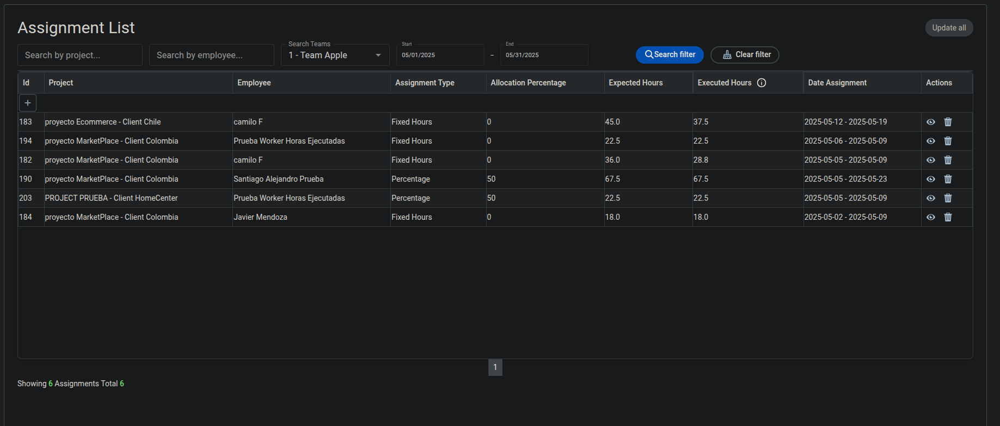 Assignment List
Update all
Search by project...
Search by employee...
Search Teams
1 - Team Apple
Start
05/01/2025
–
End
05/31/2025
Search filter
Clear filter
Id Project Employee Assignment Type Allocation Percentage Expected Hours Executed Hours Date Assignment Actions
+
183 proyecto Ecommerce - Client Chile camilo F Fixed Hours 0 45.0 37.5 2025-05-12 - 2025-05-19
194 proyecto MarketPlace - Client Colombia Prueba Worker Horas Ejecutadas Fixed Hours 0 22.5 22.5 2025-05-06 - 2025-05-09
182 proyecto MarketPlace - Client Colombia camilo F Fixed Hours 0 36.0 28.8 2025-05-05 - 2025-05-09
190 proyecto MarketPlace - Client Colombia Santiago Alejandro Prueba Percentage 50 67.5 67.5 2025-05-05 - 2025-05-23
203 PROJECT PRUEBA - Client HomeCenter Prueba Worker Horas Ejecutadas Percentage 50 22.5 22.5 2025-05-05 - 2025-05-09
184 proyecto MarketPlace - Client Colombia Javier Mendoza Fixed Hours 0 18.0 18.0 2025-05-02 - 2025-05-09
1
Showing 6 Assignments Total 6